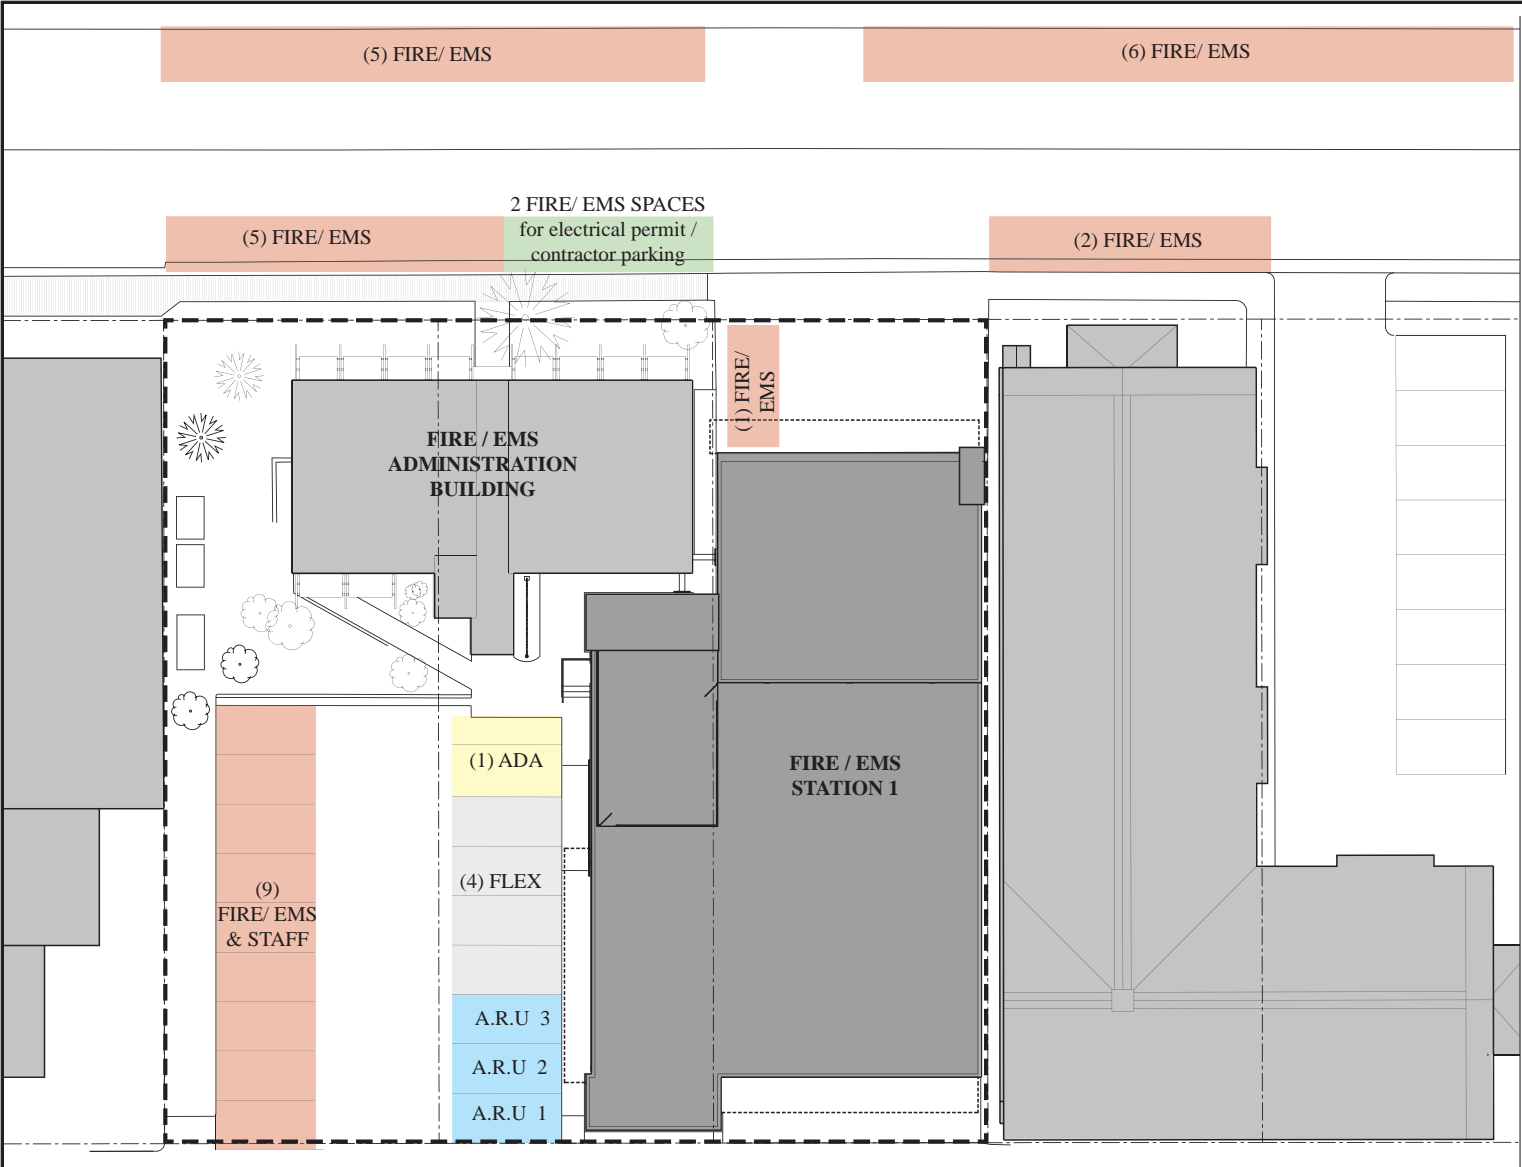 (5) FIRE/ EMS
(6) FIRE/ EMS
2 FIRE/ EMS SPACES
for electrical permit /
contractor parking
(5) FIRE/ EMS
(2) FIRE/ EMS
(1) FIRE/
EMS
FIRE / EMS
ADMINISTRATION
BUILDING
(1) ADA
FIRE / EMS
STATION 1
(4) FLEX
(9)
FIRE/ EMS
& STAFF
A.R.U 3
A.R.U 2
A.R.U 1